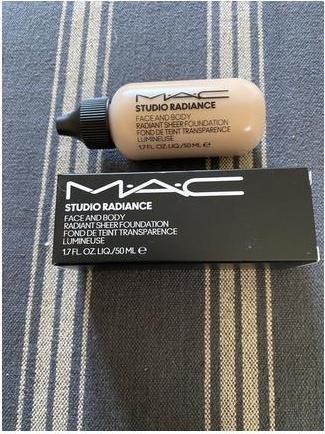 M·A·C
STUDIO RADIANCE
FACE AND BODY
RADIANT SHEER FOUNDATION
FOND DE TEINT TRANSPARENCE
LUMINEUSE
1.7 FL. OZ. LIQ./50 ML ℮
M·A·C
STUDIO RADIANCE
FACE AND BODY
RADIANT SHEER FOUNDATION
FOND DE TEINT TRANSPARENCE
LUMINEUSE
1.7 FL. OZ. LIQ./50 ML ℮